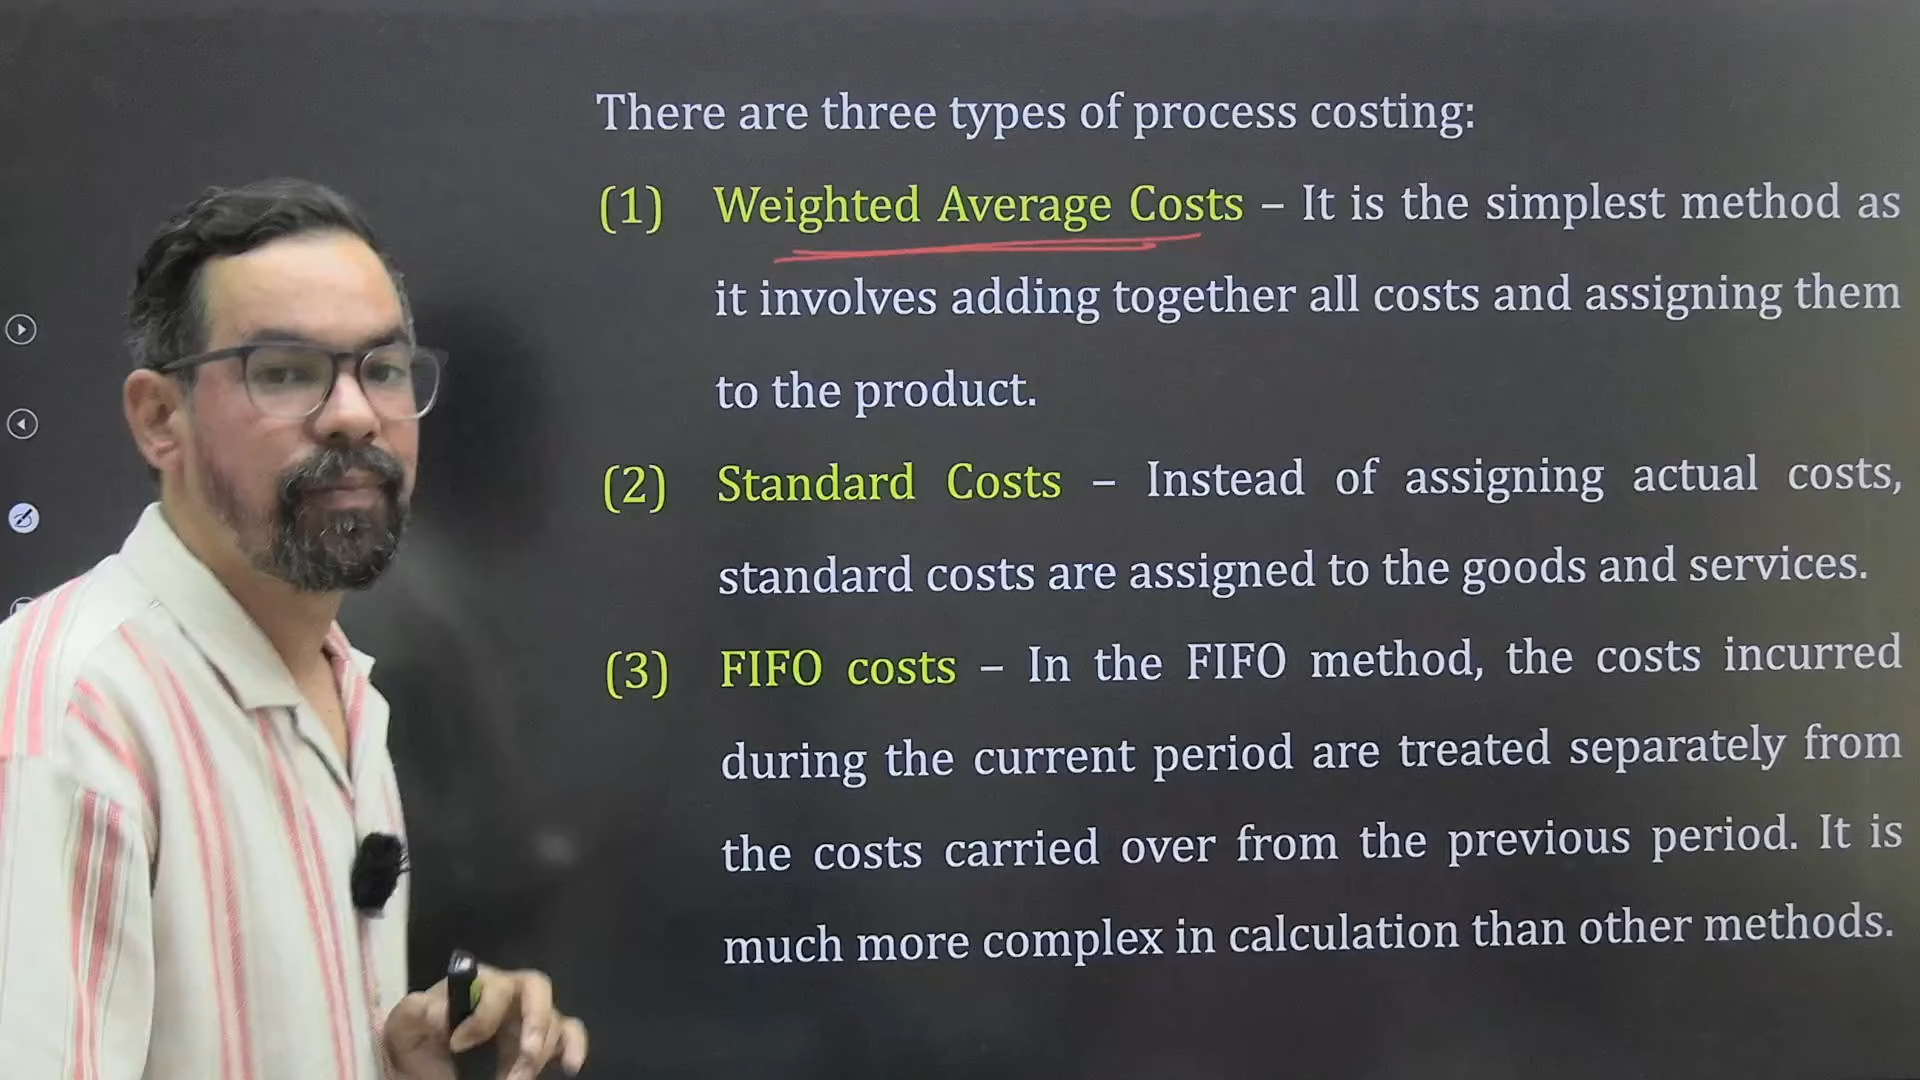 There are three types of process costing:
(1) Weighted Average Costs – It is the simplest method as
it involves adding together all costs and assigning them
to the product.
(2) Standard Costs – Instead of assigning actual costs,
standard costs are assigned to the goods and services.
(3) FIFO costs – In the FIFO method, the costs incurred
during the current period are treated separately from
the costs carried over from the previous period. It is
much more complex in calculation than other methods.